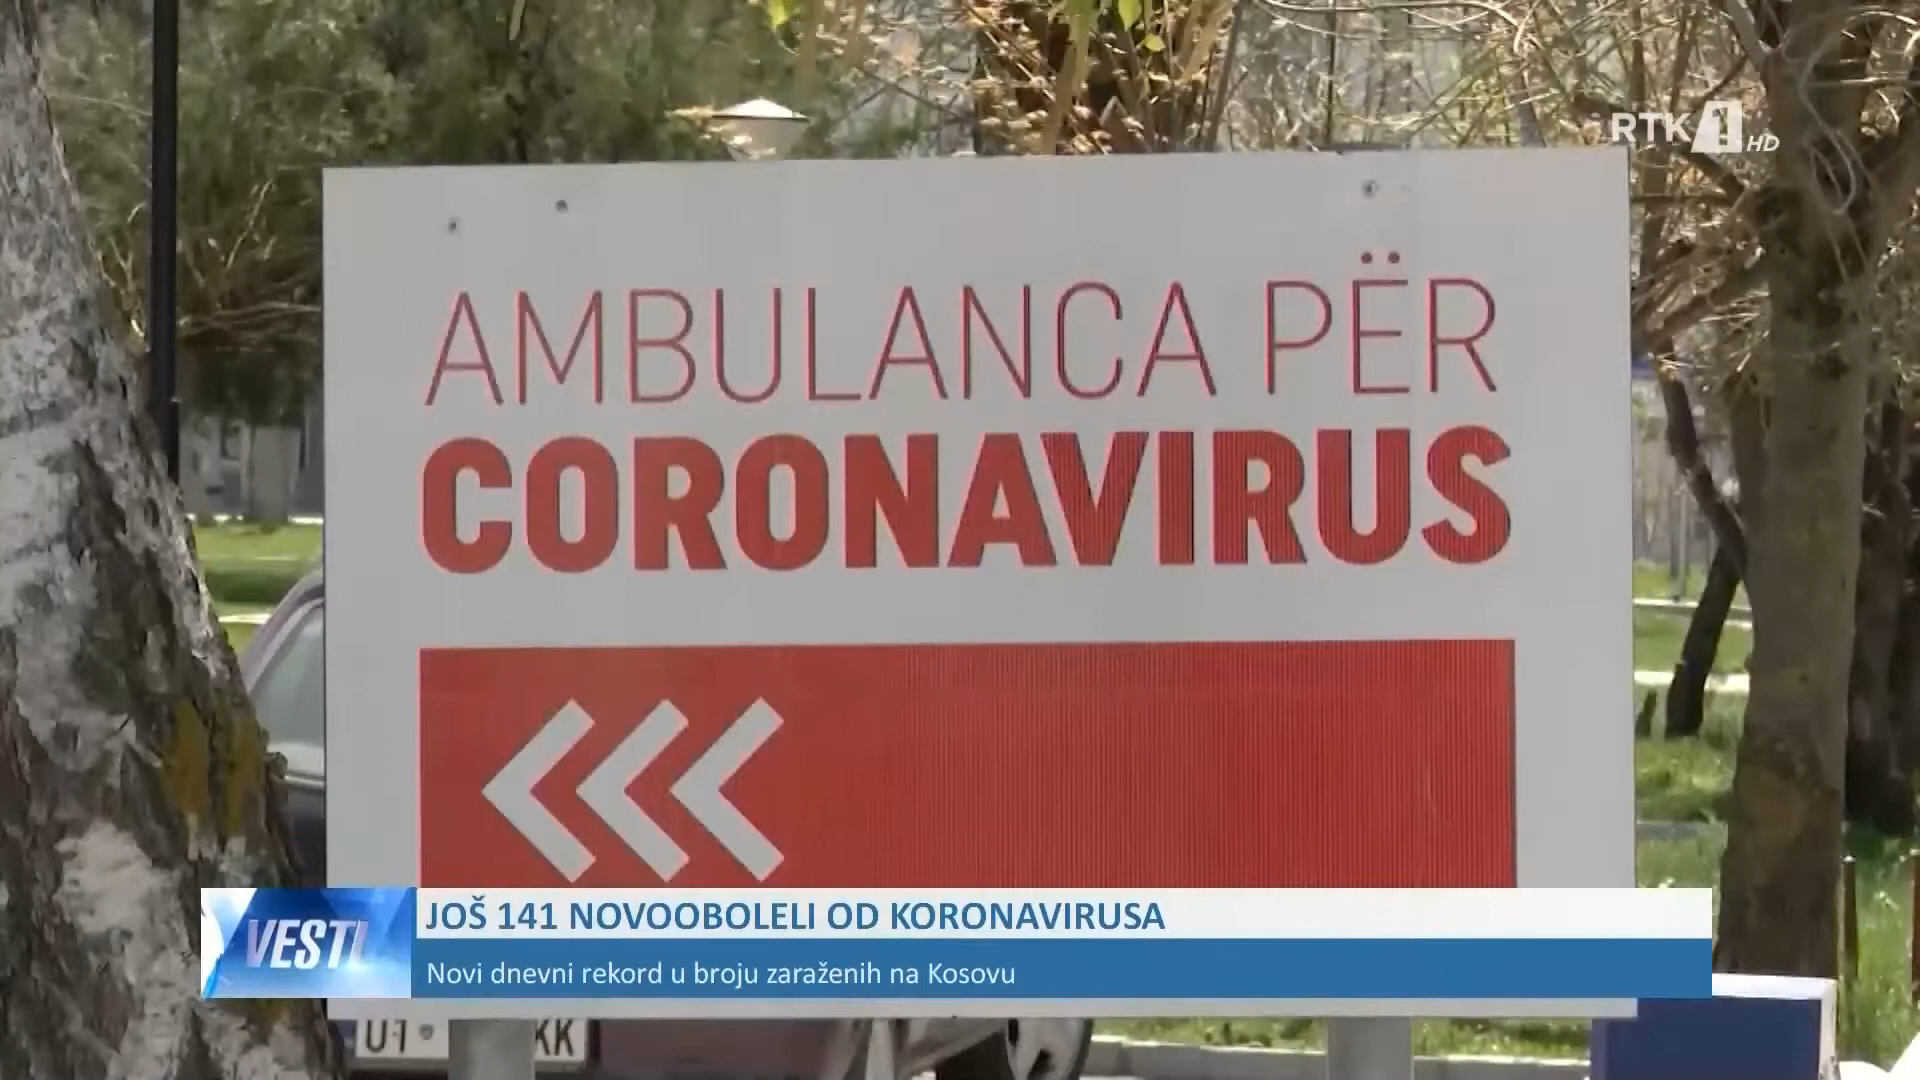 RTK 1 HD
AMBULANCA PËR
CORONAVIRUS
VESTI
JOŠ 141 NOVOOBOLELI OD KORONAVIRUSA
Novi dnevni rekord u broju zaraženih na Kosovu